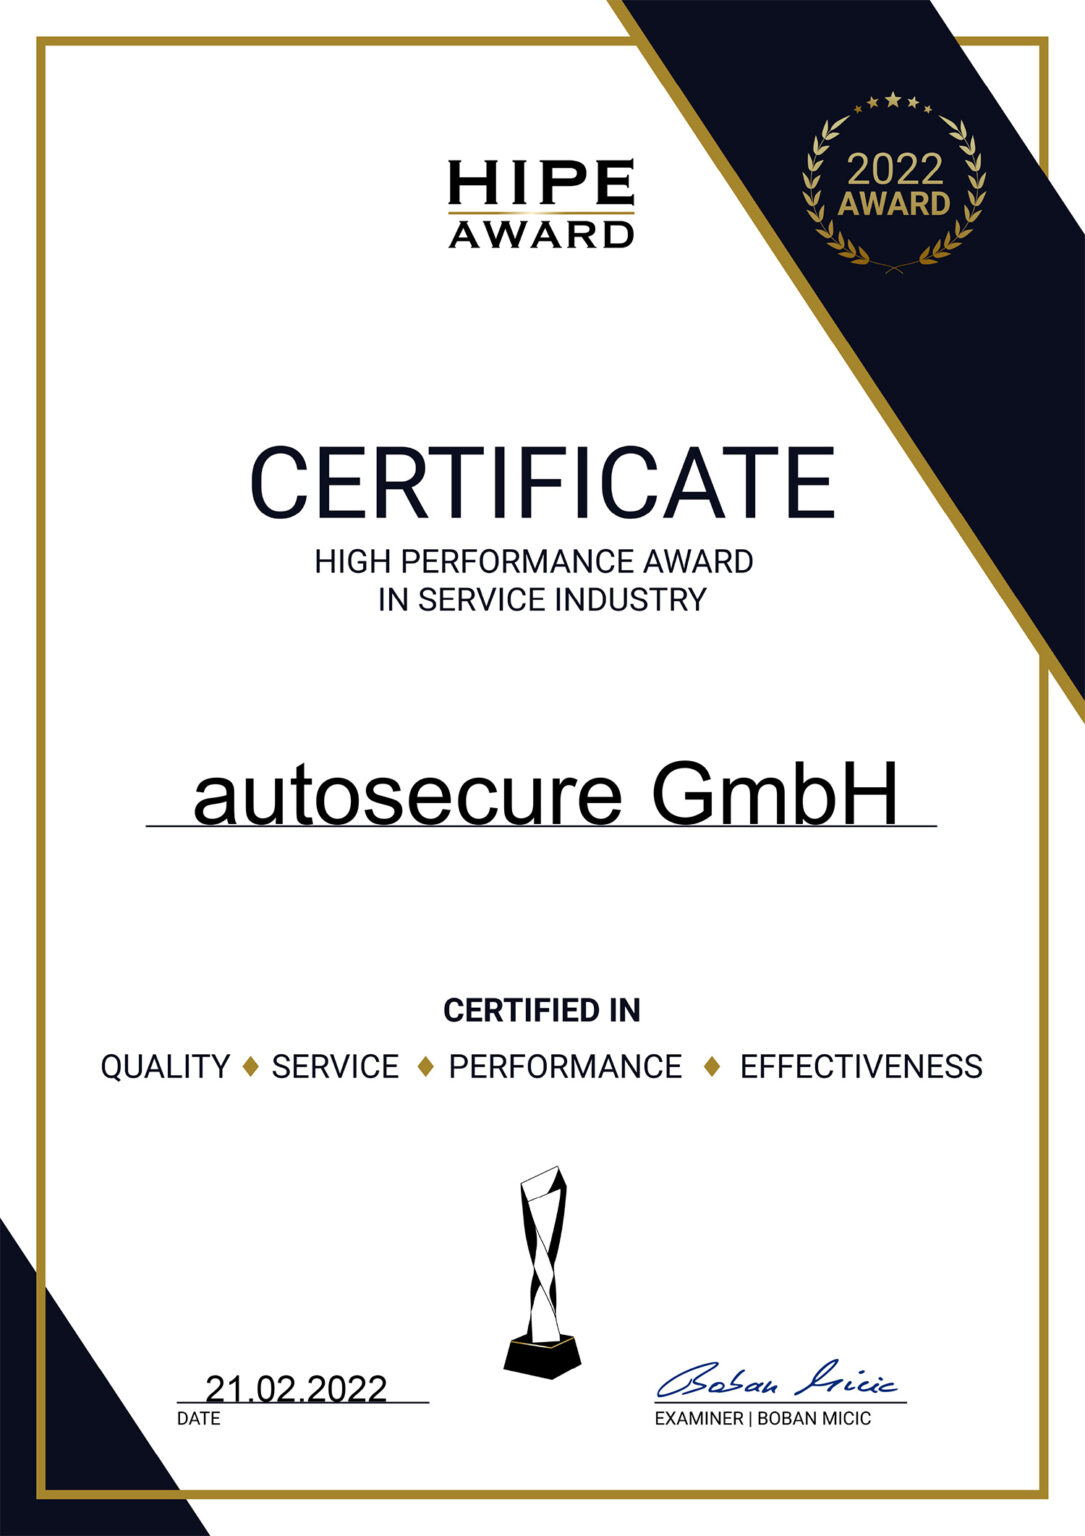 HIPE
AWARD
2022
AWARD
CERTIFICATE
HIGH PERFORMANCE AWARD
IN SERVICE INDUSTRY
autosecure GmbH
CERTIFIED IN
QUALITY ♦ SERVICE ♦ PERFORMANCE ♦ EFFECTIVENESS
21.02.2022
DATE
Boban Micic
EXAMINER | BOBAN MICIC